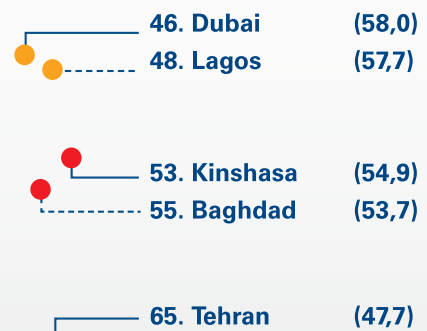 46. Dubai (58,0)
48. Lagos (57,7)
53. Kinshasa (54,9)
55. Baghdad (53,7)
65. Tehran (47,7)